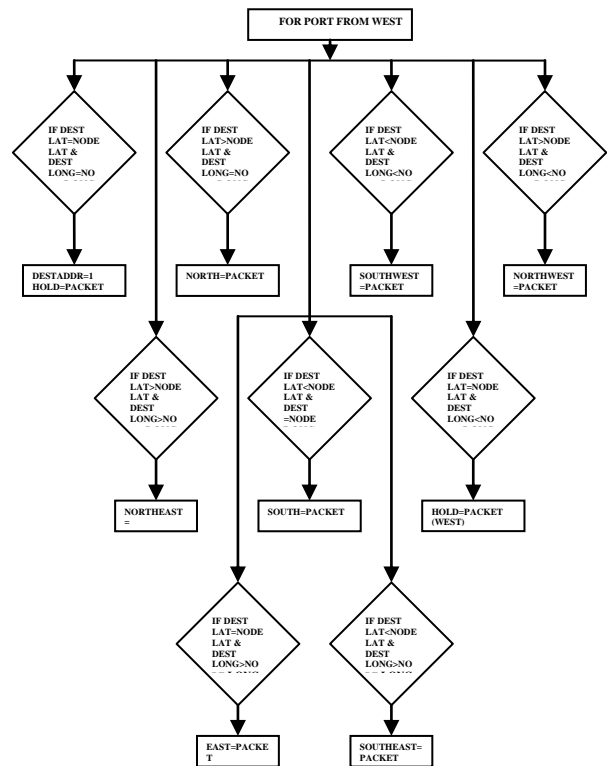 FOR PORT FROM WEST
IF DEST
LAT=NODE
LAT &
DEST
LONG=NO
IF DEST
LAT>NODE
LAT &
DEST
LONG=NO
IF DEST
LAT<NODE
LAT &
DEST
LONG<NO
IF DEST
LAT>NODE
LAT &
DEST
LONG<NO
DESTADDR=1
HOLD=PACKET
NORTH=PACKET
SOUTHWEST
=PACKET
NORTHWEST
=PACKET
IF DEST
LAT>NODE
LAT &
DEST
LONG>NO
IF DEST
LAT<NODE
LAT &
DEST
=NODE
IF DEST
LAT=NODE
LAT &
DEST
LONG<NO
NORTHEAST
=
SOUTH=PACKET
HOLD=PACKET
(WEST)
IF DEST
LAT=NODE
LAT &
DEST
LONG>NO
IF DEST
LAT<NODE
LAT &
DEST
LONG>NO
EAST=PACKE
T
SOUTHEAST=
PACKET